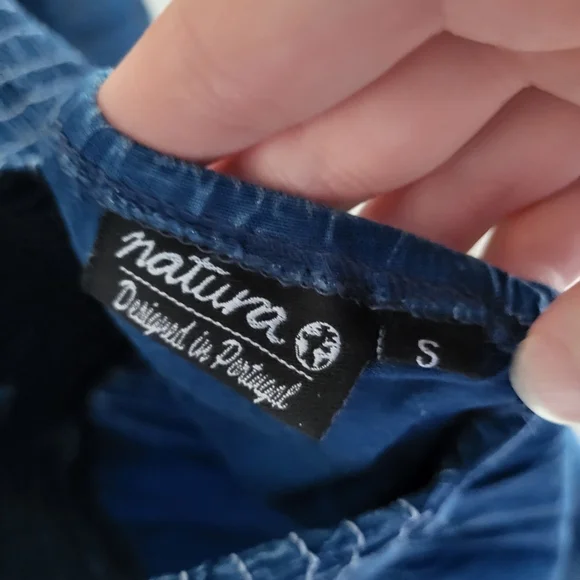 natura
Designed in Portugal
S